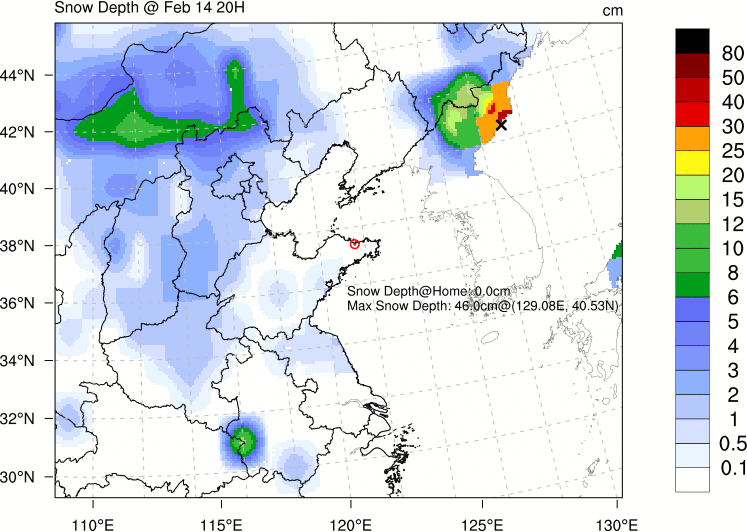 Snow Depth @ Feb 14 20H
cm
80
50
40
30
25
20
15
12
10
8
6
5
4
3
2
1
0.5
0.1
44°N
42°N
40°N
38°N
36°N
34°N
32°N
30°N
Snow Depth@Home: 0.0cm
Max Snow Depth: 46.0cm@(129.08E, 40.53N)
110°E
115°E
120°E
125°E
130°E